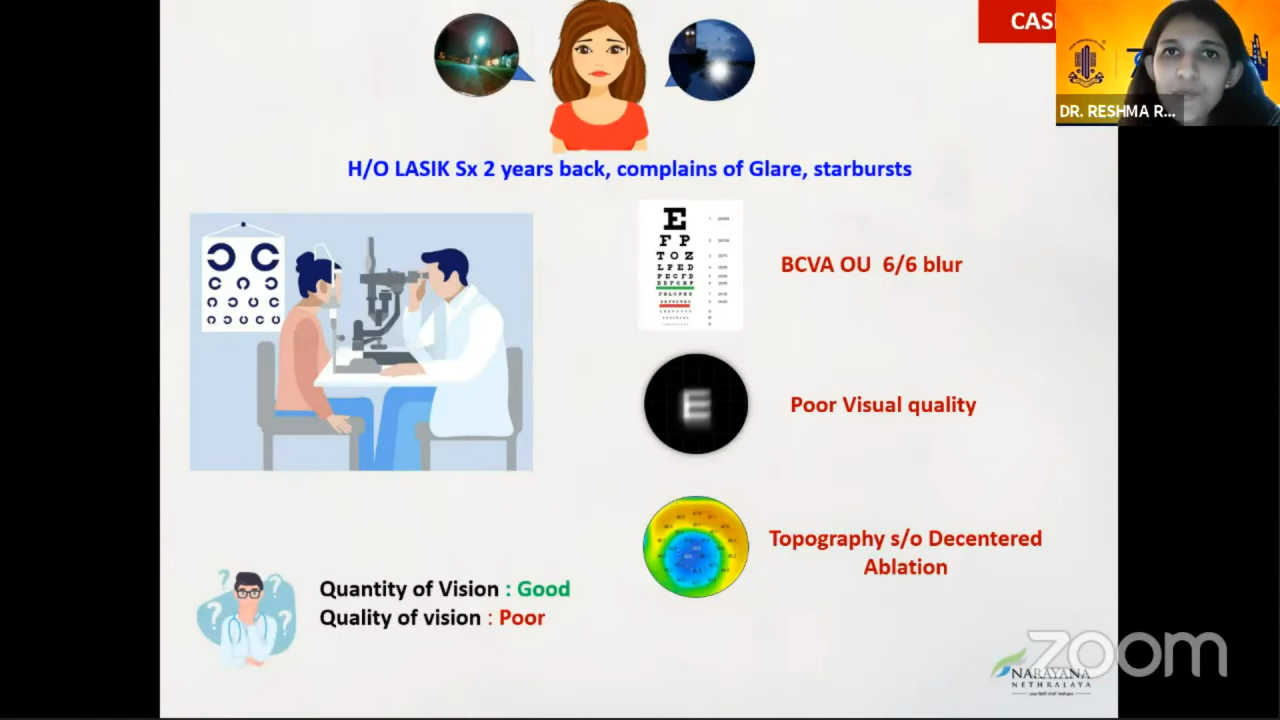 CAS
DR. RESHMA R...
H/O LASIK Sx 2 years back, complains of Glare, starbursts
E
F P
T O Z
L P E D
P E C F D
E D F C Z P
BCVA OU 6/6 blur
E
Poor Visual quality
Topography s/o Decentered
Ablation
Quantity of Vision : Good
Quality of vision : Poor
zoom
NARAYANA
NETHRALAYA